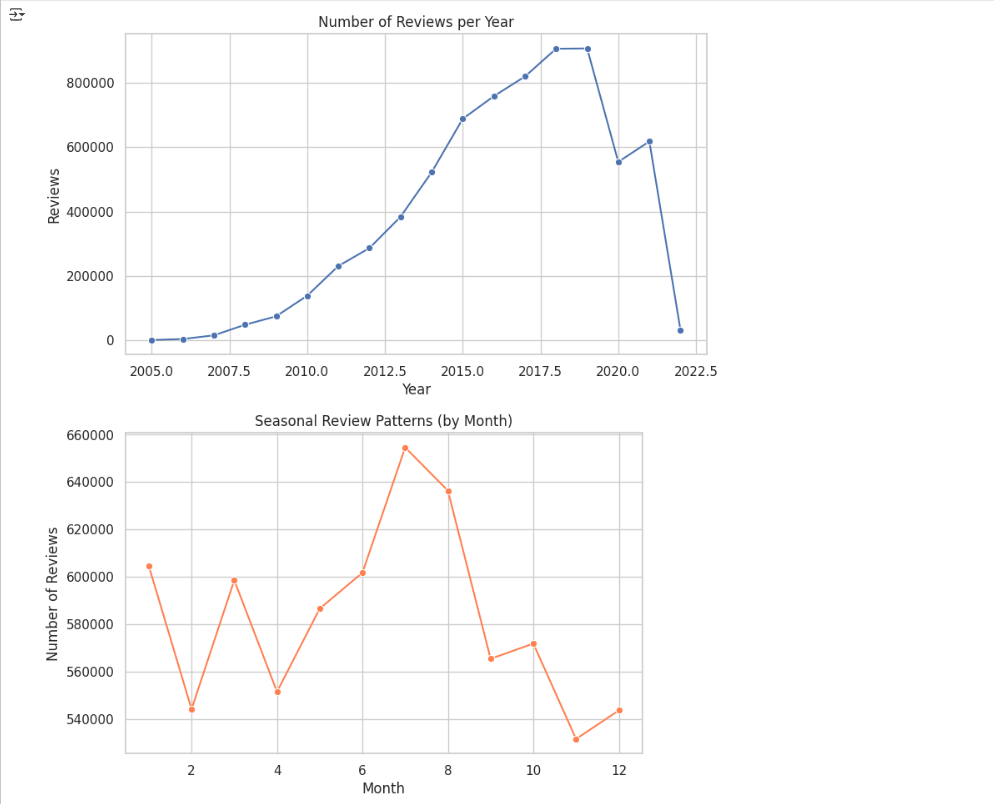 Number of Reviews per Year
800000
600000
400000
200000
0
Reviews
2005.0 2007.5 2010.0 2012.5 2015.0 2017.5 2020.0 2022.5
Year
Seasonal Review Patterns (by Month)
660000
640000
620000
600000
580000
560000
540000
Number of Reviews
2 4 6 8 10 12
Month